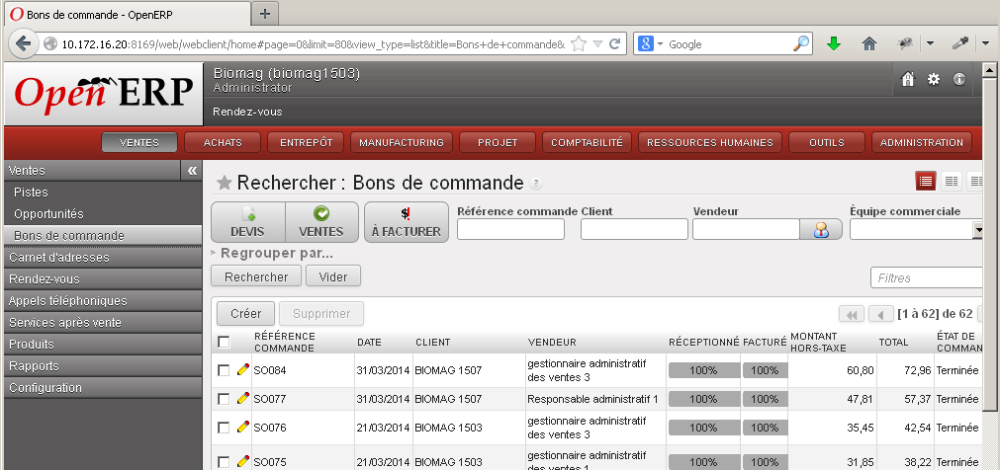 Bons de commande - OpenERP
10.172.16.20:8169/web/webclient/home#page=0&limit=80&view_type=list&title=Bons+de+commande&
Google
Open ERP
Biomag (biomag1503)
Administrator
Rendez-vous
VENTES ACHATS ENTREPÔT MANUFACTURING PROJET COMPTABILITÉ RESSOURCES HUMAINES OUTILS ADMINISTRATION
Ventes «
Pistes
Opportunités
Bons de commande
Carnet d'adresses
Rendez-vous
Appels téléphoniques
Services après vente
Produits
Rapports
Configuration
Rechercher : Bons de commande ?
DEVIS VENTES À FACTURER
Référence commande Client Vendeur Équipe commerciale
Regrouper par...
Rechercher Vider Filtres
Créer Supprimer [1 à 62] de 62
RÉFÉRENCE COMMANDE DATE CLIENT VENDEUR RÉCEPTIONNÉ FACTURÉ MONTANT HORS-TAXE TOTAL ÉTAT DE COMMAN
SO084 31/03/2014 BIOMAG 1507 gestionnaire administratif des ventes 3 100% 100% 60,80 72,96 Terminée
SO077 31/03/2014 BIOMAG 1507 Responsable administratif 1 100% 100% 47,81 57,37 Terminée
SO076 21/03/2014 BIOMAG 1503 gestionnaire administratif des ventes 3 100% 100% 35,45 42,54 Terminée
SO075 21/03/2014 BIOMAG 1503 gestionnaire administratif des ventes 1 100% 100% 31,85 38,22 Terminée